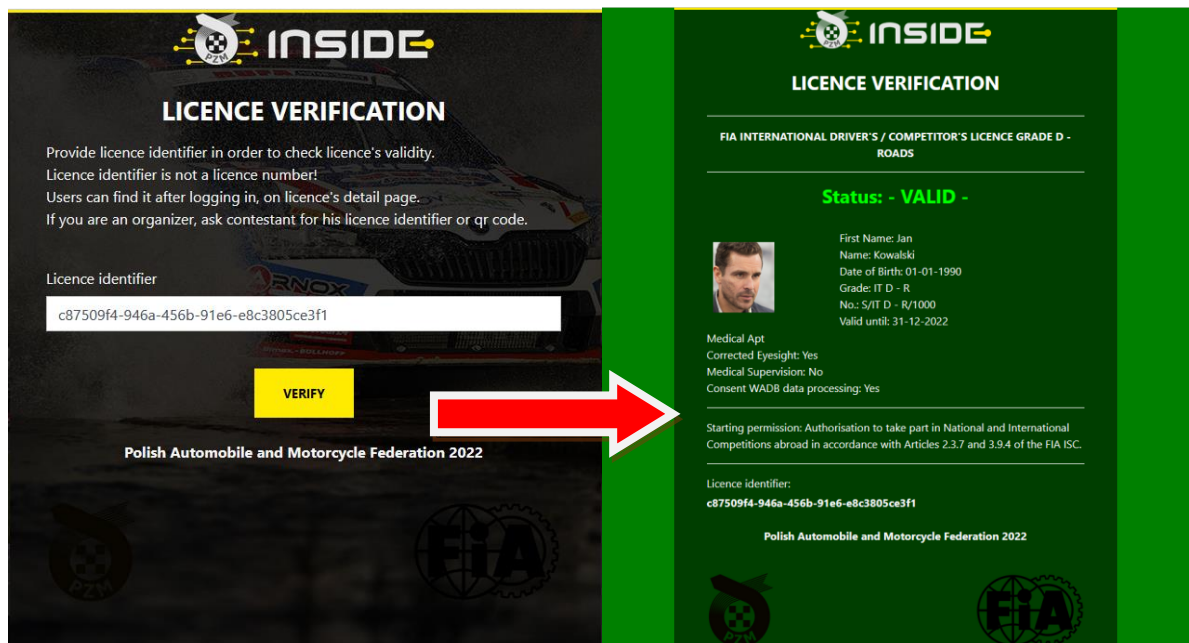 PZM
INSIDE
LICENCE VERIFICATION
Provide licence identifier in order to check licence's validity.
Licence identifier is not a licence number!
Users can find it after logging in, on licence's detail page.
If you are an organizer, ask contestant for his licence identifier or qr code.
Licence identifier
ARNOX
c87509f4-946a-456b-91e6-e8c3805ce3f1
VERIFY
Polish Automobile and Motorcycle Federation 2022
PZM
FiA
PZM
INSIDE
LICENCE VERIFICATION
FIA INTERNATIONAL DRIVER'S / COMPETITOR'S LICENCE GRADE D -
ROADS
Status: - VALID -
First Name: Jan
Name: Kowalski
Date of Birth: 01-01-1990
Grade: IT D - R
No.: S/IT D - R/1000
Valid until: 31-12-2022
Medical Apt
Corrected Eyesight: Yes
Medical Supervision: No
Consent WADB data processing: Yes
Starting permission: Authorisation to take part in National and International
Competitions abroad in accordance with Articles 2.3.7 and 3.9.4 of the FIA ISC.
Licence identifier:
c87509f4-946a-456b-91e6-e8c3805ce3f1
Polish Automobile and Motorcycle Federation 2022
PZM
FiA